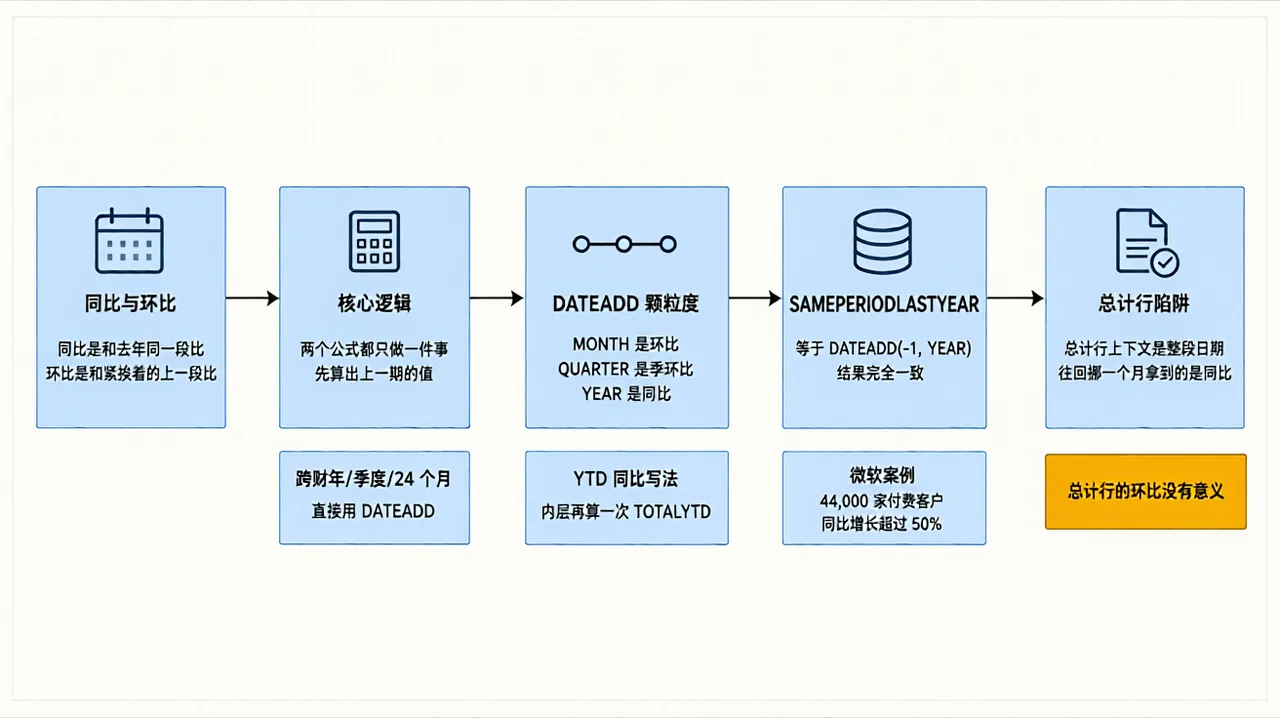 同比与环比
同比是和去年同一段比
环比是和紧挨着的上一段比
核心逻辑
两个公式都只做一件事
先算出上一期的值
DATEADD 颗粒度
MONTH 是环比
QUARTER 是季环比
YEAR 是同比
SAMEPERIODLASTYEAR
等于 DATEADD(-1, YEAR)
结果完全一致
总计行陷阱
总计行上下文是整段日期
往回挪一个月拿到的是同比
跨财年/季度/24 个月
直接用 DATEADD
YTD 同比写法
内层再算一次 TOTALYTD
微软案例
44,000 家付费客户
同比增长超过 50%
总计行的环比没有意义